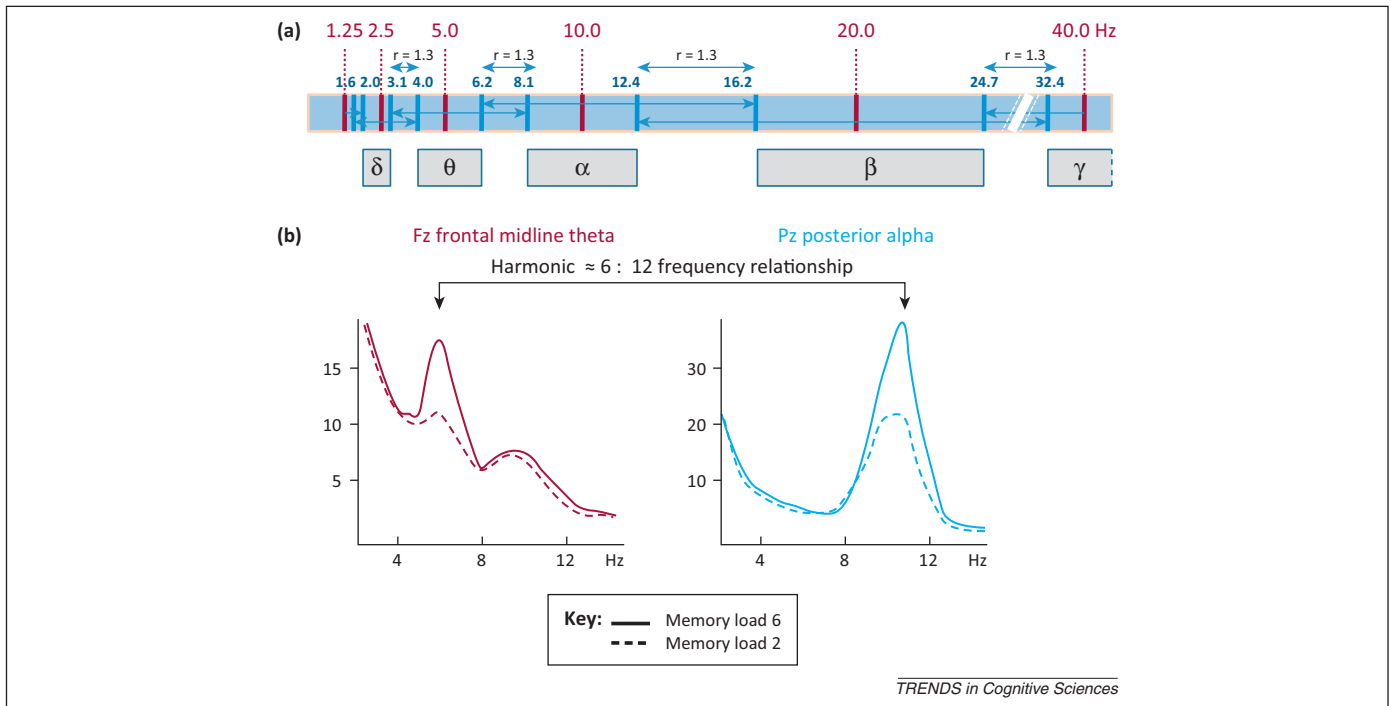 (a) 1.25 2.5 5.0 10.0 20.0 40.0 Hz
r = 1.3 r = 1.3 r = 1.3 r = 1.3
1.6 2.0 3.1 4.0 6.2 8.1 12.4 16.2 24.7 32.4
δ θ α β γ
(b) Fz frontal midline theta Pz posterior alpha
Harmonic ≈ 6 : 12 frequency relationship
15 30
10 20
5 10
4 8 12 Hz 4 8 12 Hz
Key: Memory load 6
Memory load 2
TRENDS in Cognitive Sciences